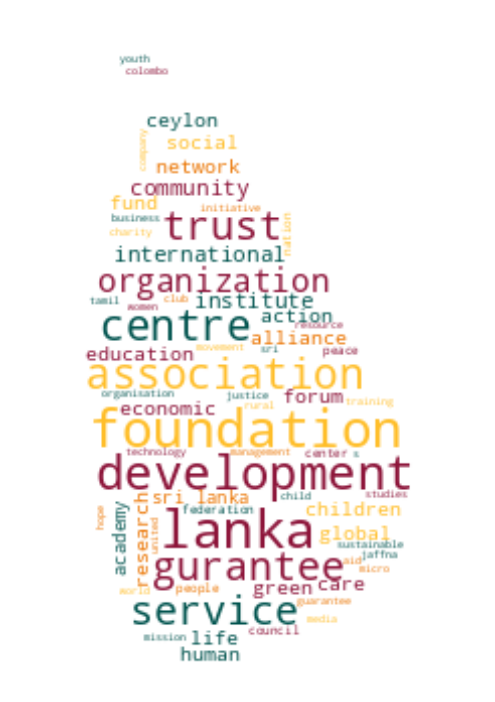 youth
colombo
ceylon
company
social
network
community
fund
initiative
business
trust
nation
charity
international
organization
tamil
club
institute
women
action
resource
centre
alliance
education
movement
sri
peace
association
organisation
justice
forum
training
economic
rural
foundation
technology
management
center
s
development
sri lanka
child
studies
hope
academy
research
federation
children
united
lanka
global
sustainable
jaffna
gurantee
aid
micro
world
people
green
care
service
guarantee
media
mission
life
council
human